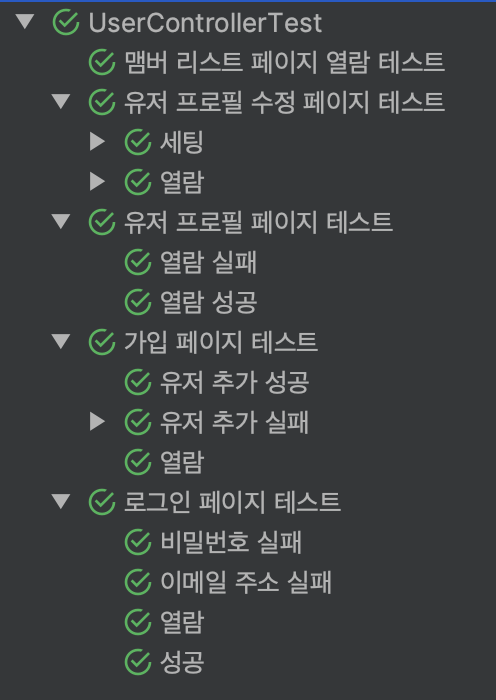 UserControllerTest
맴버 리스트 페이지 열람 테스트
유저 프로필 수정 페이지 테스트
세팅
열람
유저 프로필 페이지 테스트
열람 실패
열람 성공
가입 페이지 테스트
유저 추가 성공
유저 추가 실패
열람
로그인 페이지 테스트
비밀번호 실패
이메일 주소 실패
열람
성공